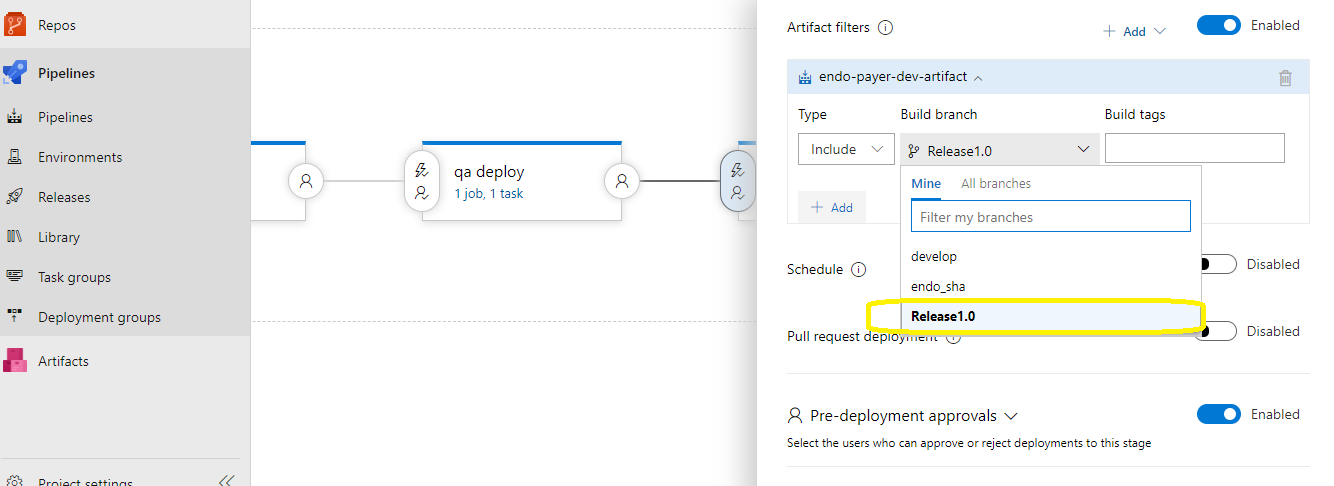 Repos
Pipelines
Pipelines
Environments
Releases
Library
Task groups
Deployment groups
Artifacts
Project settings
qa deploy
1 job, 1 task
Artifact filters
Add
Enabled
endo-payer-dev-artifact
Type Build branch Build tags
Include Release1.0
Add
Mine All branches
Filter my branches
develop
endo_sha
Release1.0
Schedule
Disabled
Pull request deployment
Disabled
Pre-deployment approvals
Enabled
Select the users who can approve or reject deployments to this stage